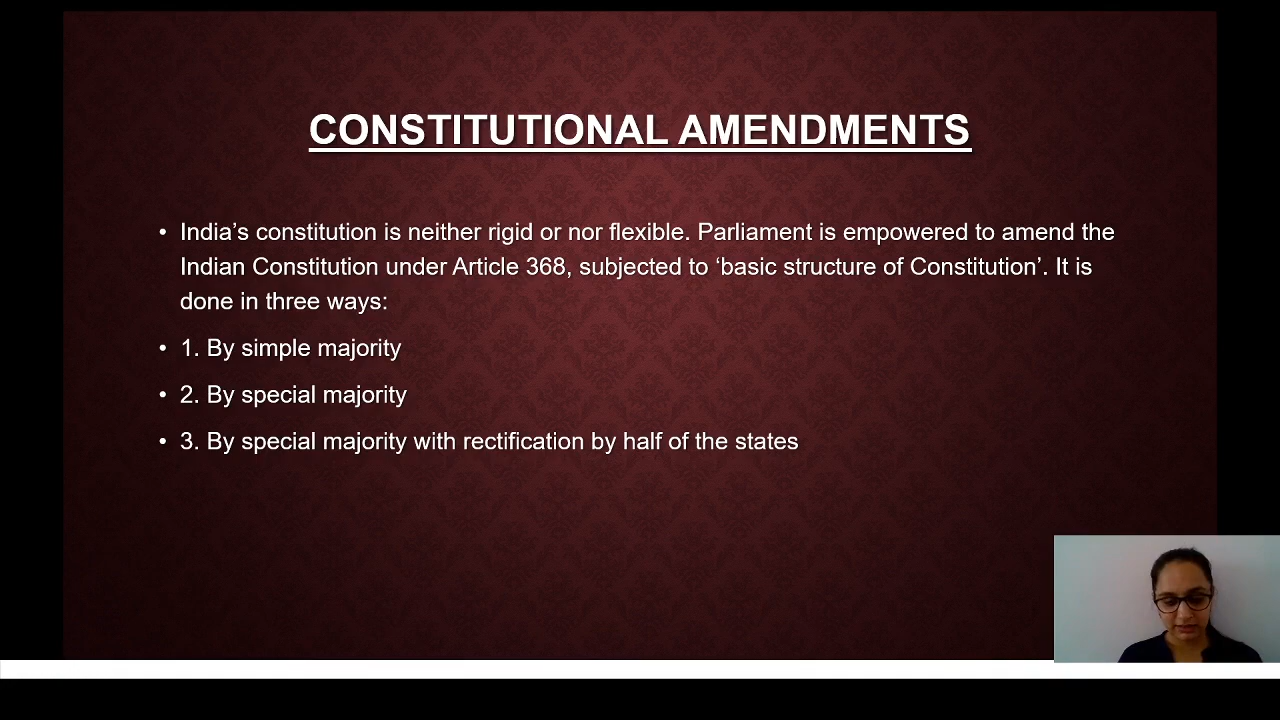 CONSTITUTIONAL AMENDMENTS
• India’s constitution is neither rigid or nor flexible. Parliament is empowered to amend the
Indian Constitution under Article 368, subjected to ‘basic structure of Constitution’. It is
done in three ways:
• 1. By simple majority
• 2. By special majority
• 3. By special majority with rectification by half of the states